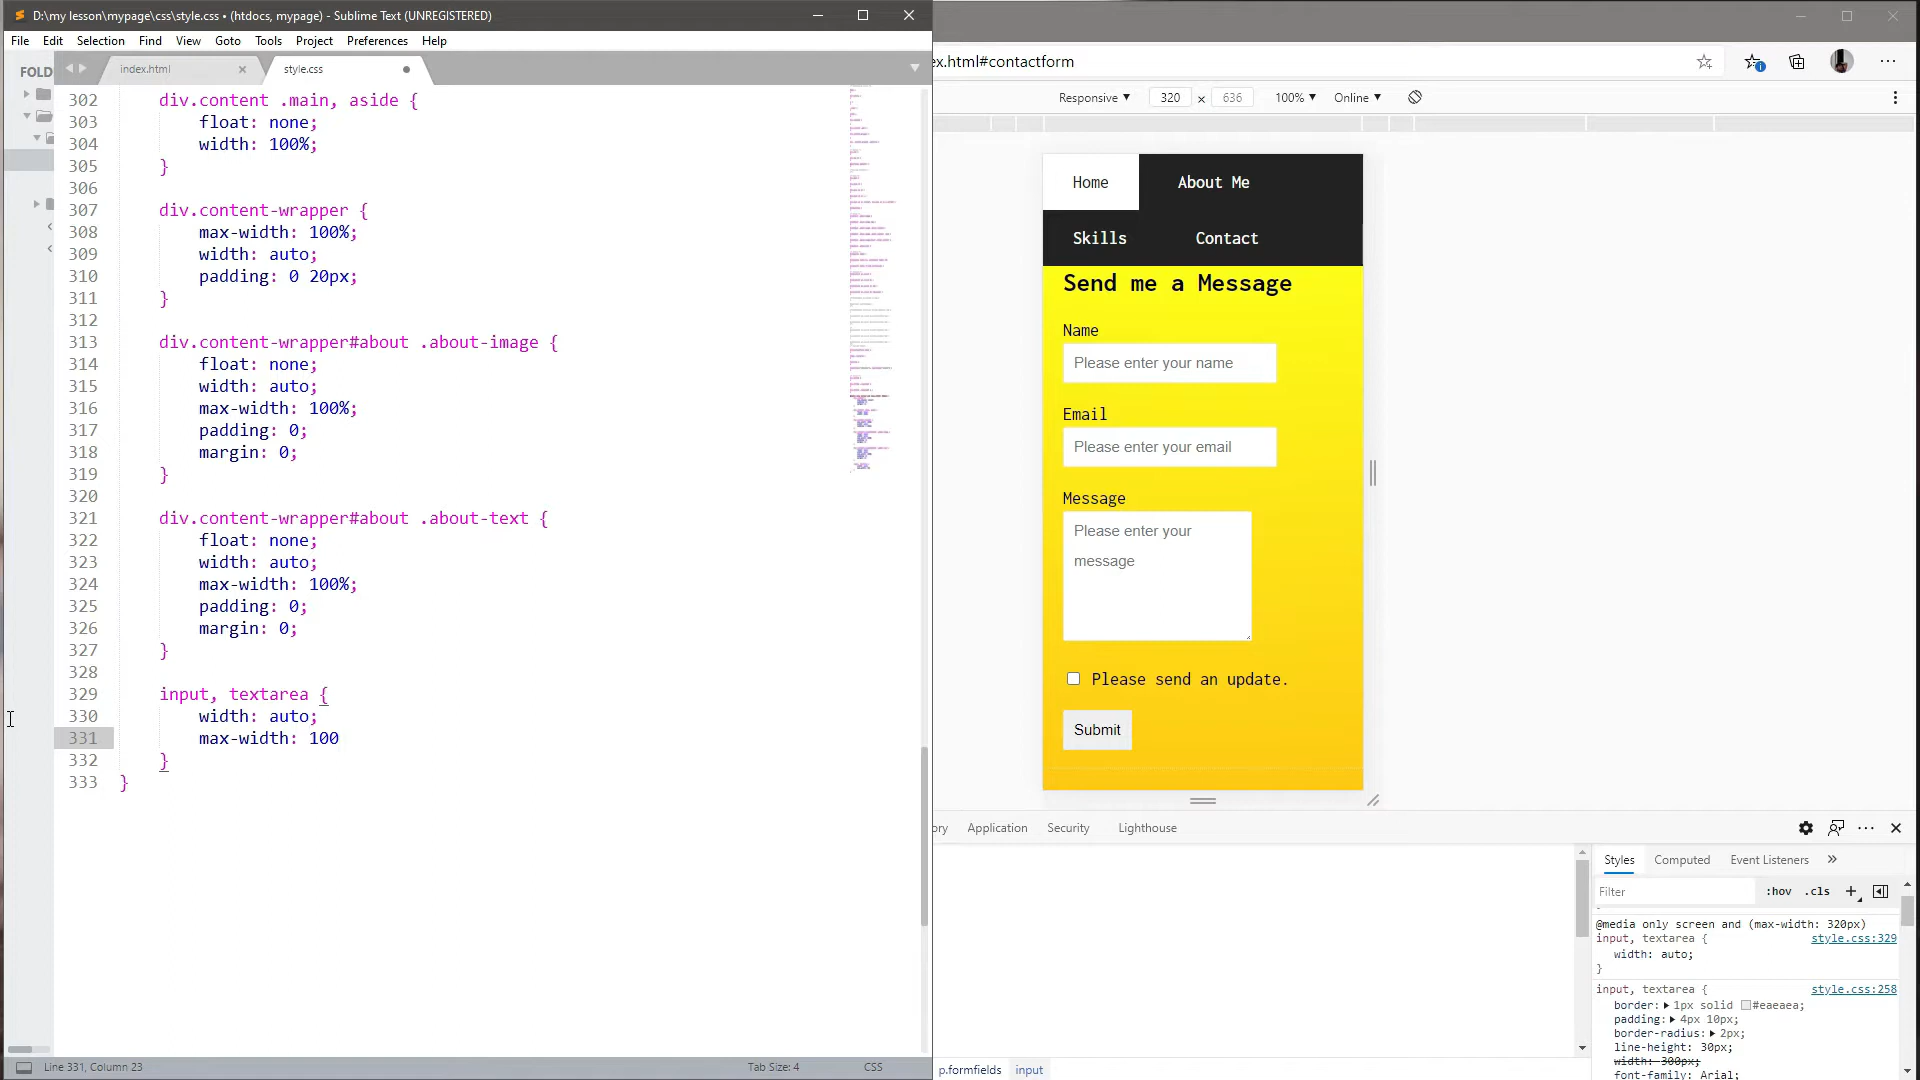 D:\my lesson\mypage\css\style.css • (htdocs, mypage) - Sublime Text (UNREGISTERED)
File Edit Selection Find View Goto Tools Project Preferences Help
FOLD
index.html
style.css
302 div.content .main, aside {
303 float: none;
304 width: 100%;
305 }
306
307 div.content-wrapper {
308 max-width: 100%;
309 width: auto;
310 padding: 0 20px;
311 }
312
313 div.content-wrapper#about .about-image {
314 float: none;
315 width: auto;
316 max-width: 100%;
317 padding: 0;
318 margin: 0;
319 }
320
321 div.content-wrapper#about .about-text {
322 float: none;
323 width: auto;
324 max-width: 100%;
325 padding: 0;
326 margin: 0;
327 }
328
329 input, textarea {
330 width: auto;
331 max-width: 100
332 }
333 }
Line 331, Column 23
Tab Size: 4
CSS
ex.html#contactform
Responsive 320 x 636 100% Online
Home
About Me
Skills
Contact
Send me a Message
Name
Please enter your name
Email
Please enter your email
Message
Please enter your
message
Please send an update.
Submit
ory Application Security Lighthouse
Styles Computed Event Listeners
Filter
:hov .cls
@media only screen and (max-width: 320px)
input, textarea { style.css:329
width: auto;
}
input, textarea { style.css:258
border: 1px solid #eaeaea;
padding: 4px 10px;
border-radius: 2px;
line-height: 30px;
width: 300px;
font-family: Arial;
p.formfields input